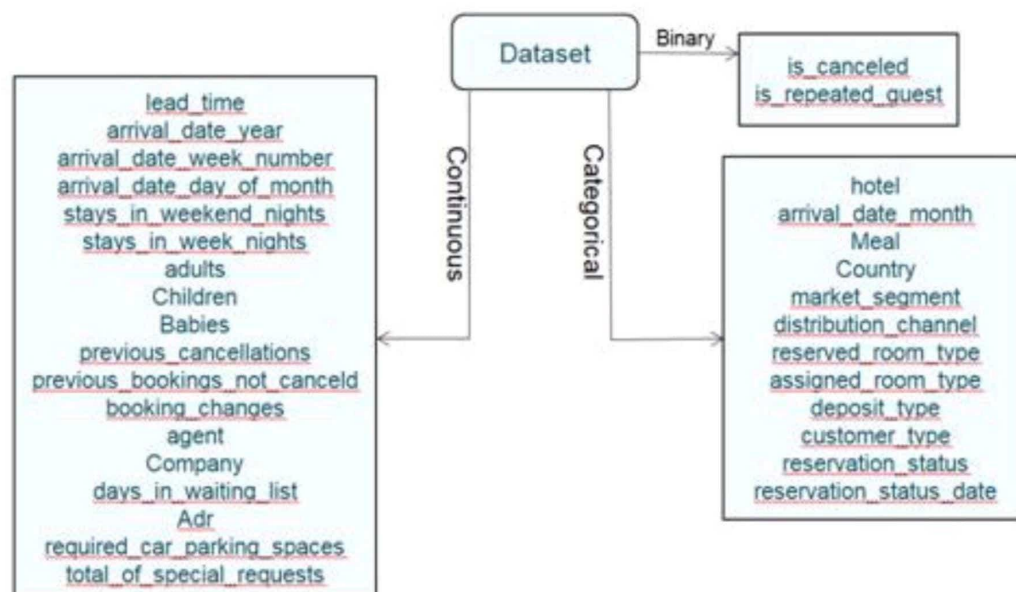 Dataset
Binary
is_canceled
is_repeated_guest
Continuous
lead_time
arrival_date_year
arrival_date_week_number
arrival_date_day_of_month
stays_in_weekend_nights
stays_in_week_nights
adults
Children
Babies
previous_cancellations
previous_bookings_not_canceld
booking_changes
agent
Company
days_in_waiting_list
Adr
required_car_parking_spaces
total_of_special_requests
Categorical
hotel
arrival_date_month
Meal
Country
market_segment
distribution_channel
reserved_room_type
assigned_room_type
deposit_type
customer_type
reservation_status
reservation_status_date